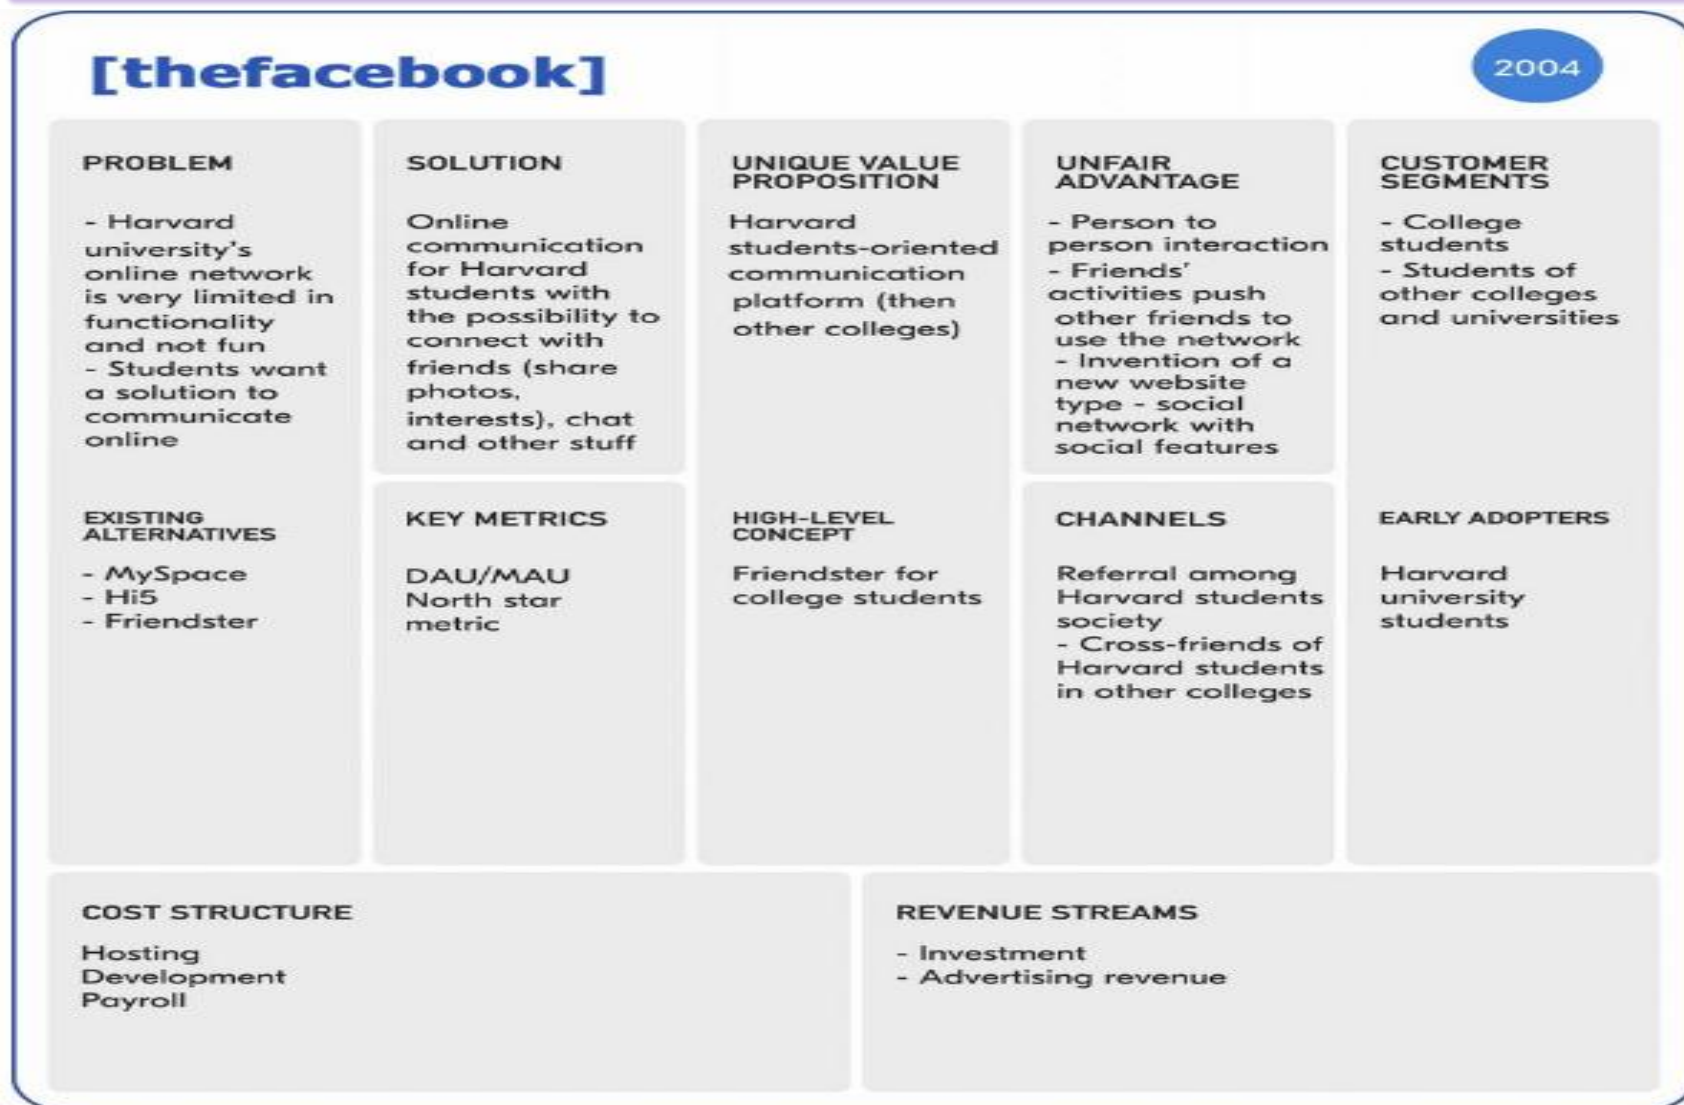 [thefacebook]
2004
PROBLEM
- Harvard
university's
online network
is very limited in
functionality
and not fun
- Students want
a solution to
communicate
online
EXISTING
ALTERNATIVES
- MySpace
- Hi5
- Friendster
SOLUTION
Online
communication
for Harvard
students with
the possibility to
connect with
friends (share
photos,
interests), chat
and other stuff
KEY METRICS
DAU/MAU
North star
metric
UNIQUE VALUE
PROPOSITION
Harvard
students-oriented
communication
platform (then
other colleges)
HIGH-LEVEL
CONCEPT
Friendster for
college students
UNFAIR
ADVANTAGE
- Person to
person interaction
- Friends'
activities push
other friends to
use the network
- Invention of a
new website
type - social
network with
social features
CHANNELS
Referral among
Harvard students
society
- Cross-friends of
Harvard students
in other colleges
CUSTOMER
SEGMENTS
- College
students
- Students of
other colleges
and universities
EARLY ADOPTERS
Harvard
university
students
COST STRUCTURE
Hosting
Development
Payroll
REVENUE STREAMS
- Investment
- Advertising revenue